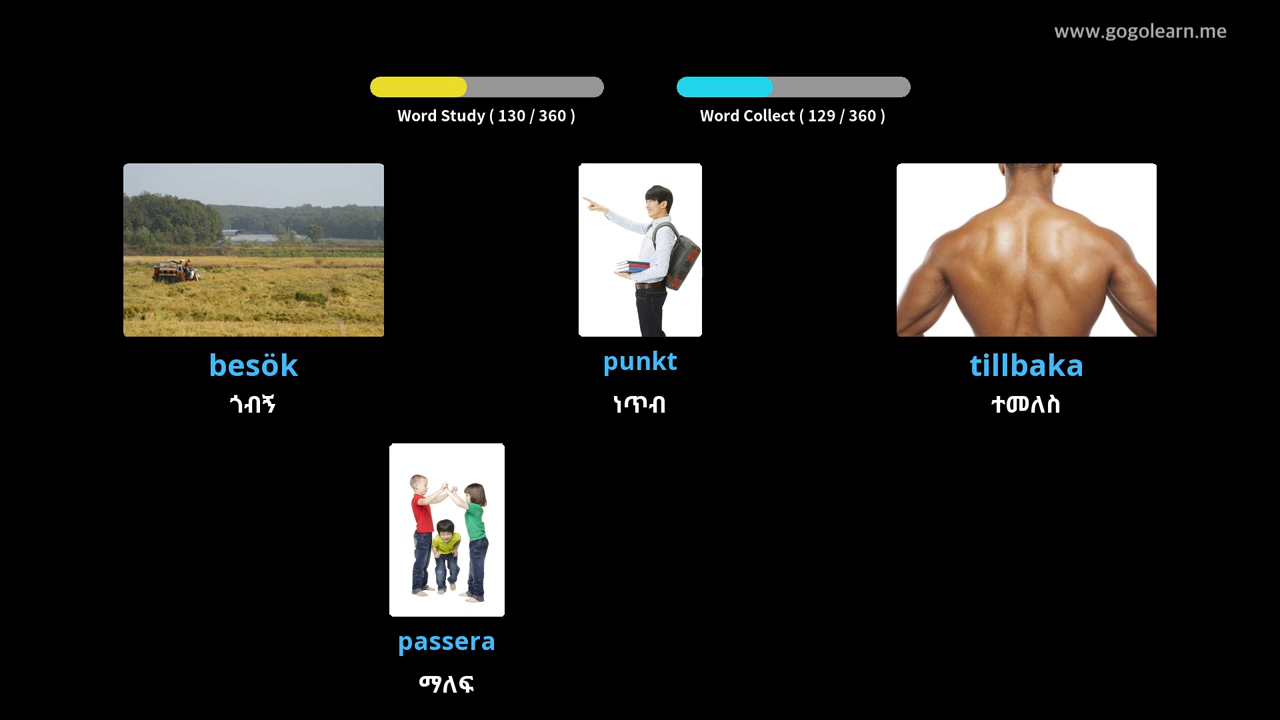 www.gogolearn.me
Word Study ( 130 / 360 )
Word Collect ( 129 / 360 )
besök
punkt
tillbaka
ጎብኝ
ነጥብ
ተመለስ
passera
ማለፍ